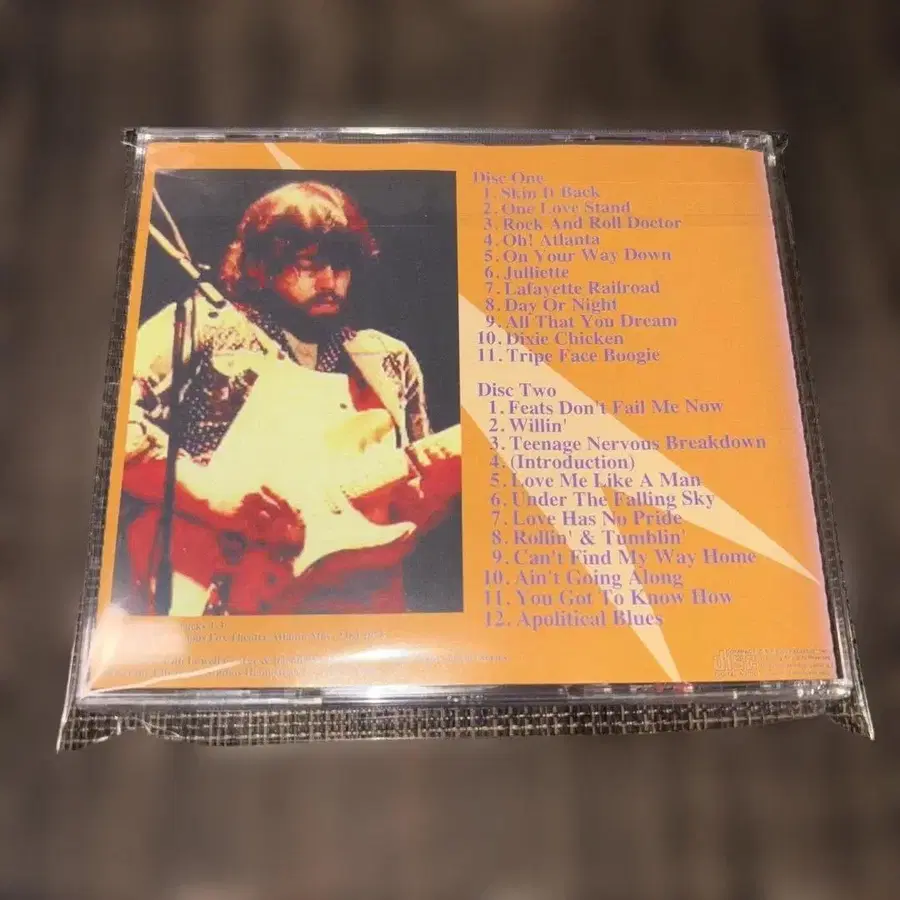 Disc One
1. Skin It Back
2. One Love Stand
3. Rock And Roll Doctor
4. Oh! Atlanta
5. On Your Way Down
6. Julliette
7. Lafayette Railroad
8. Day Or Night
9. All That You Dream
10. Dixie Chicken
11. Tripe Face Boogie
Disc Two
1. Feats Don't Fail Me Now
2. Willin'
3. Teenage Nervous Breakdown
4. (Introduction)
5. Love Me Like A Man
6. Under The Falling Sky
7. Love Has No Pride
8. Rollin' & Tumblin'
9. Can't Find My Way Home
10. Ain't Going Along
11. You Got To Know How
12. Apolitical Blues
Fox Theater, Atlanta